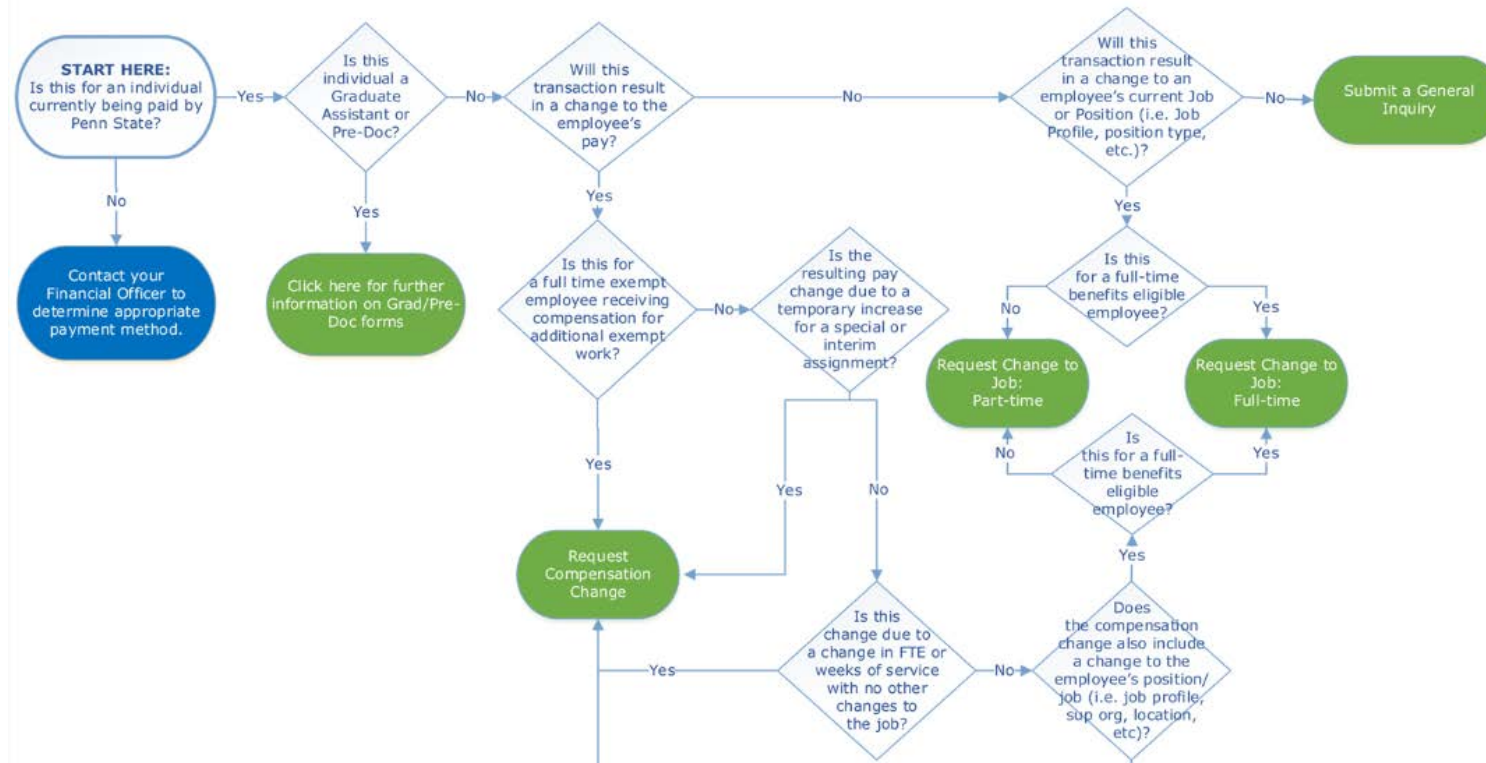 START HERE:
Is this for an individual
currently being paid by
Penn State?
Yes
Is this
individual a
Graduate
Assistant or
Pre-Doc?
No
Will this
transaction result
in a change to the
employee's
pay?
No
Will this
transaction result
in a change to an
employee's current Job
or Position (i.e. Job
Profile, position type,
etc.)?
No
Submit a General
Inquiry
No
Yes
Yes
Yes
Contact your
Financial Officer to
determine appropriate
payment method.
Click here for further
information on Grad/Pre-
Doc forms
Is this for
a full time exempt
employee receiving
compensation for
additional exempt
work?
No
Is the
resulting pay
change due to a
temporary increase
for a special or
interim
assignment?
Is this
for a full-time
benefits eligible
employee?
No
Yes
Request Change to
Job:
Part-time
Request Change to
Job:
Full-time
Is
this for a full-
time benefits
eligible
employee?
No
Yes
Yes
Yes
No
Request
Compensation
Change
Yes
Is this
change due to
a change in FTE or
weeks of service
with no other
changes to
the job?
Yes
No
Does
the compensation
change also include
a change to the
employee's position/
job (i.e. job profile,
sup org, location,
etc)?